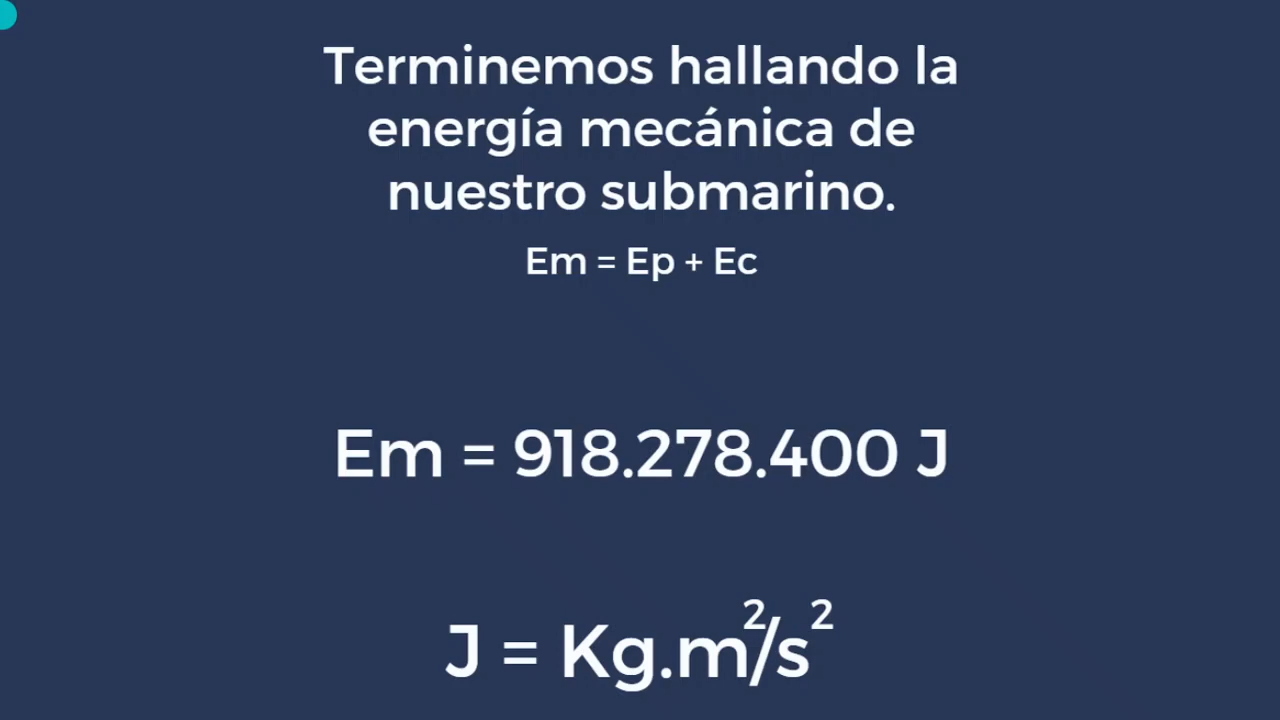 Terminemos hallando la
energía mecánica de
nuestro submarino.
Em = Ep + Ec
Em = 918.278.400 J
J = Kg.m²/s²